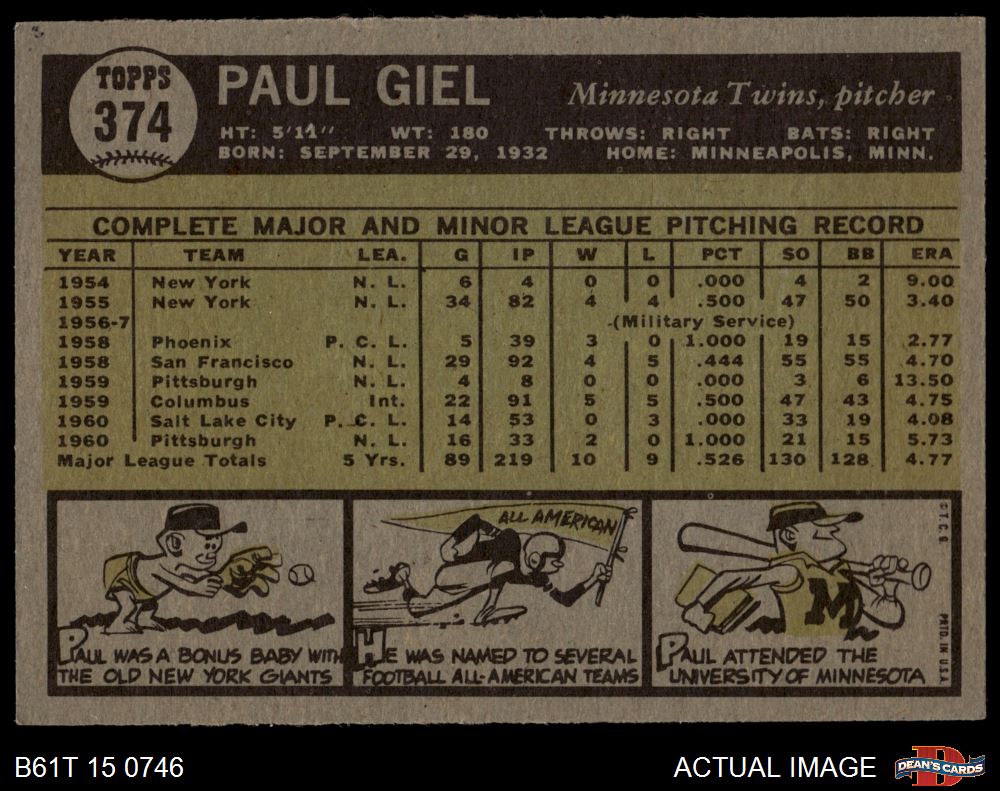 TOPPS
374
PAUL GIEL
Minnesota Twins, pitcher
HT: 5'11" WT: 180 THROWS: RIGHT BATS: RIGHT
BORN: SEPTEMBER 29, 1932 HOME: MINNEAPOLIS, MINN.
COMPLETE MAJOR AND MINOR LEAGUE PITCHING RECORD
YEAR TEAM LEA. G IP W L PCT SO BB ERA
1954 New York N. L. 6 4 0 0 .000 4 2 9.00
1955 New York N. L. 34 82 4 4 .500 47 50 3.40
1956-7 (Military Service)
1958 Phoenix P. C. L. 5 39 3 0 1.000 19 15 2.77
1958 San Francisco N. L. 29 92 4 5 .444 55 55 4.70
1959 Pittsburgh N. L. 4 8 0 0 .000 3 6 13.50
1959 Columbus Int. 22 91 5 5 .500 47 43 4.75
1960 Salt Lake City P. C. L. 14 53 0 3 .000 33 19 4.08
1960 Pittsburgh N. L. 16 33 2 0 1.000 21 15 5.73
Major League Totals 5 Yrs. 89 219 10 9 .526 130 128 4.77
PAUL WAS A BONUS BABY WITH
THE OLD NEW YORK GIANTS
ALL AMERICAN
HE WAS NAMED TO SEVERAL
FOOTBALL ALL-AMERICAN TEAMS
M
PAUL ATTENDED THE
UNIVERSITY OF MINNESOTA
© T. C. G. PRTD. IN U.S.A.
B61T 15 0746
ACTUAL IMAGE
DEAN'S CARDS